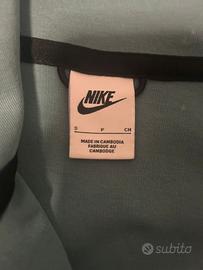 NIKE
S P CH
MADE IN CAMBODIA
FABRIQUÉ AU
CAMBODGE
subito